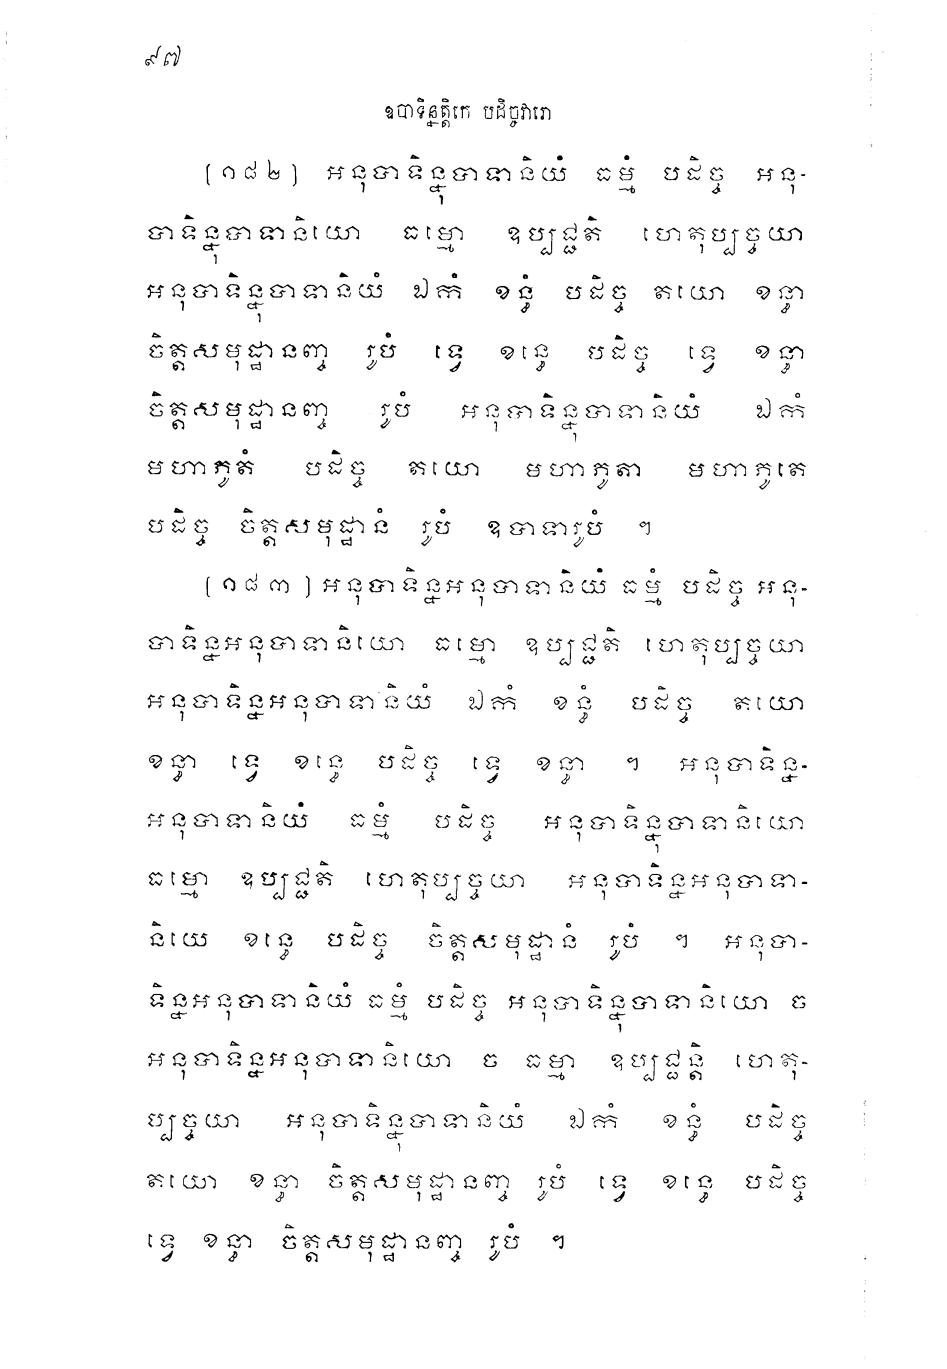 ៩៧
ឧបាទិន្នត្តិកេ បដិច្ចវារោ
[១៨២] អនុបាទិន្នុបាទានិយំ ធម្មំ បដិច្ច អនុ-
បាទិន្នុបាទានិយោ ធម្មោ ឧប្បជ្ជតិ ហេតុប្បច្ចយា
អនុបាទិន្នុបាទានិយំ ឯកំ ខន្ធំ បដិច្ច តយោ ខន្ធា
ចិត្តសមុដ្ឋានញ្ច រូបំ ទ្វេ ខន្ធេ បដិច្ច ទ្វេ ខន្ធា
ចិត្តសមុដ្ឋានញ្ច រូបំ អនុបាទិន្នុបាទានិយំ ឯកំ
មហាភូតំ បដិច្ច តយោ មហាភូតា មហាភូតេ
បដិច្ច ចិត្តសមុដ្ឋានំ រូបំ ឧបាទារូបំ ។
[១៨៣] អនុបាទិន្នអនុបាទានិយំ ធម្មំ បដិច្ច អនុ-
បាទិន្នអនុបាទានិយោ ធម្មោ ឧប្បជ្ជតិ ហេតុប្បច្ចយា
អនុបាទិន្នអនុបាទានិយំ ឯកំ ខន្ធំ បដិច្ច តយោ
ខន្ធា ទ្វេ ខន្ធេ បដិច្ច ទ្វេ ខន្ធា ។ អនុបាទិន្ន-
អនុបាទានិយំ ធម្មំ បដិច្ច អនុបាទិន្នុបាទានិយោ
ធម្មោ ឧប្បជ្ជតិ ហេតុប្បច្ចយា អនុបាទិន្នអនុបាទា-
និយេ ខន្ធេ បដិច្ច ចិត្តសមុដ្ឋានំ រូបំ ។ អនុបា-
ទិន្នអនុបាទានិយំ ធម្មំ បដិច្ច អនុបាទិន្នុបាទានិយោ ច
អនុបាទិន្នអនុបាទានិយោ ច ធម្មា ឧប្បជ្ជន្តិ ហេតុ-
ប្បច្ចយា អនុបាទិន្នុបាទានិយំ ឯកំ ខន្ធំ បដិច្ច
តយោ ខន្ធា ចិត្តសមុដ្ឋានញ្ច រូបំ ទ្វេ ខន្ធេ បដិច្ច
ទ្វេ ខន្ធា ចិត្តសមុដ្ឋានញ្ច រូបំ ។